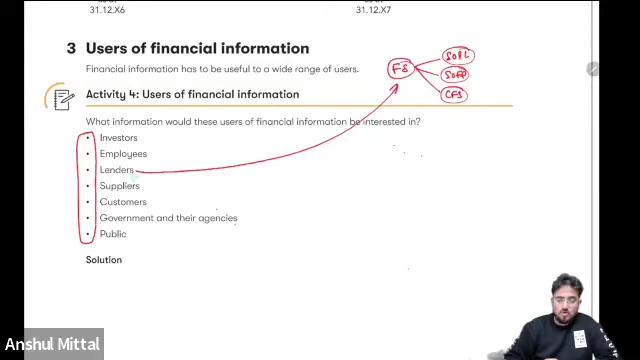 31.12.X6
31.12.X7
3 Users of financial information
Financial information has to be useful to a wide range of users.
Activity 4: Users of financial information
What information would these users of financial information be interested in?
• Investors
• Employees
• Lenders
• Suppliers
• Customers
• Government and their agencies
• Public
Solution
FS
SOPL
SOFP
CFS
Anshul Mittal